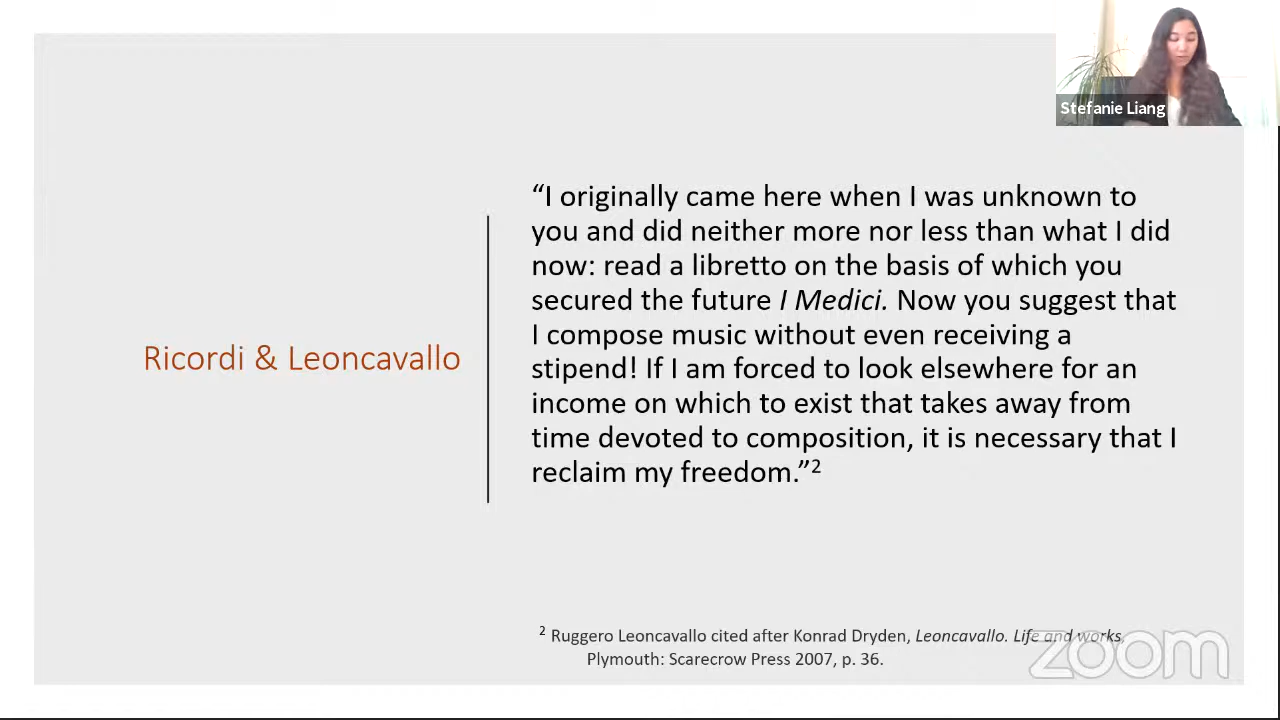 Stefanie Liang
Ricordi & Leoncavallo
“I originally came here when I was unknown to
you and did neither more nor less than what I did
now: read a libretto on the basis of which you
secured the future I Medici. Now you suggest that
I compose music without even receiving a
stipend! If I am forced to look elsewhere for an
income on which to exist that takes away from
time devoted to composition, it is necessary that I
reclaim my freedom.”2
2 Ruggero Leoncavallo cited after Konrad Dryden, Leoncavallo. Life and works,
Plymouth: Scarecrow Press 2007, p. 36.
zoom